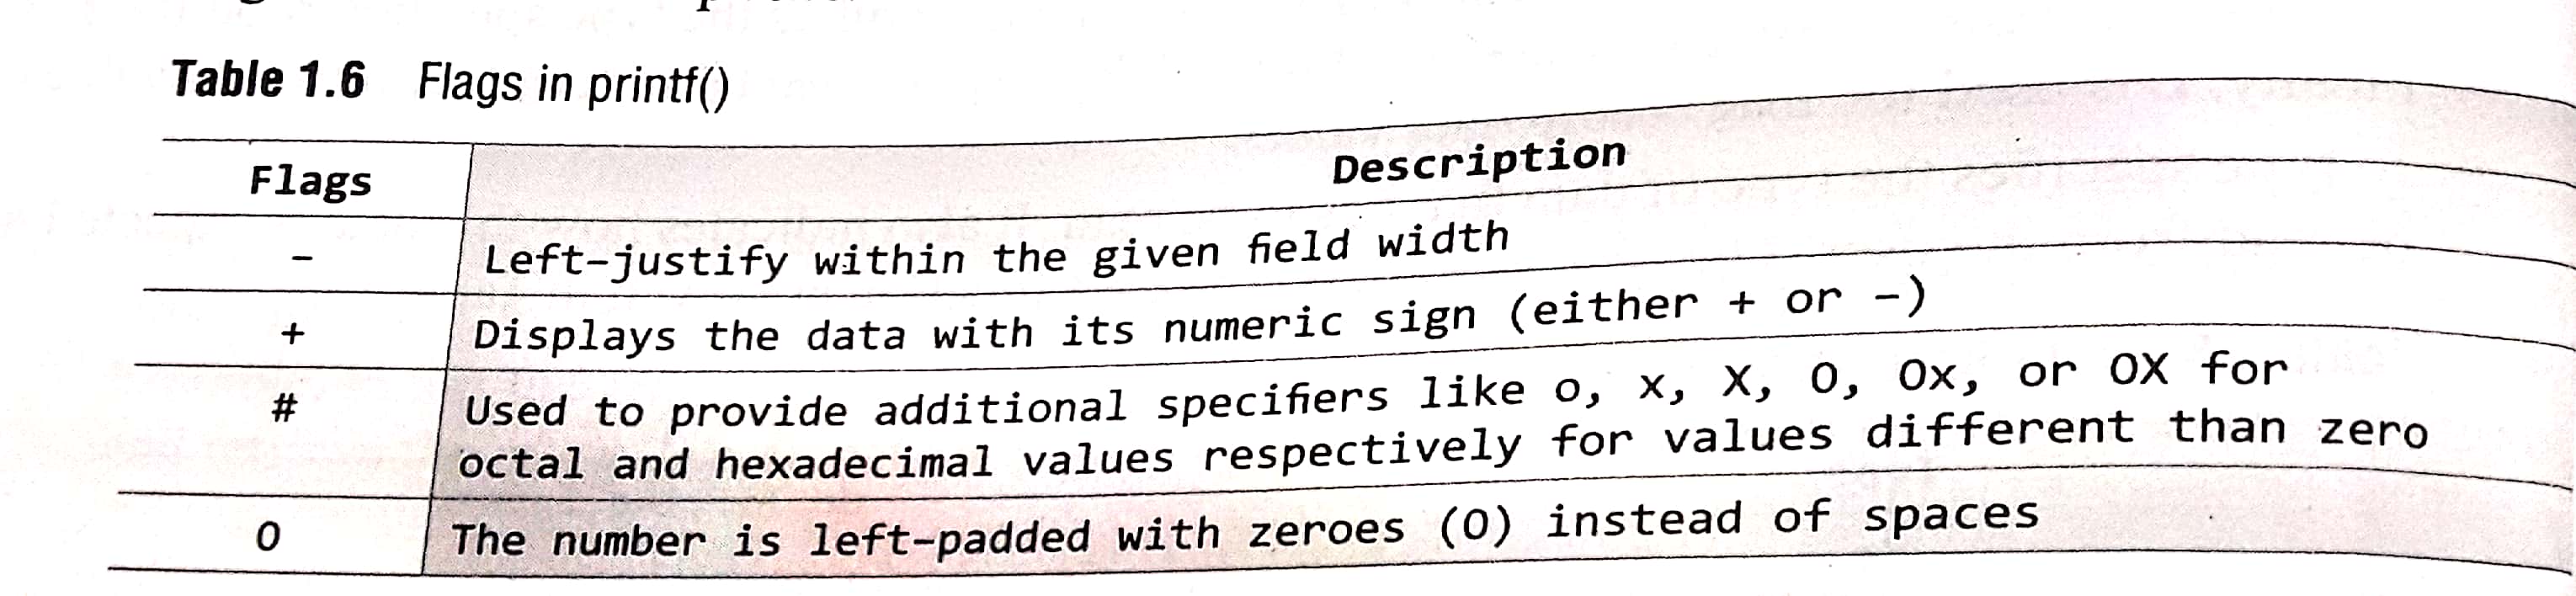 Table 1.6 Flags in printf()
Flags Description
- Left-justify within the given field width
+ Displays the data with its numeric sign (either + or -)
# Used to provide additional specifiers like o, x, X, 0, 0x, or 0X for
octal and hexadecimal values respectively for values different than zero
0 The number is left-padded with zeroes (0) instead of spaces